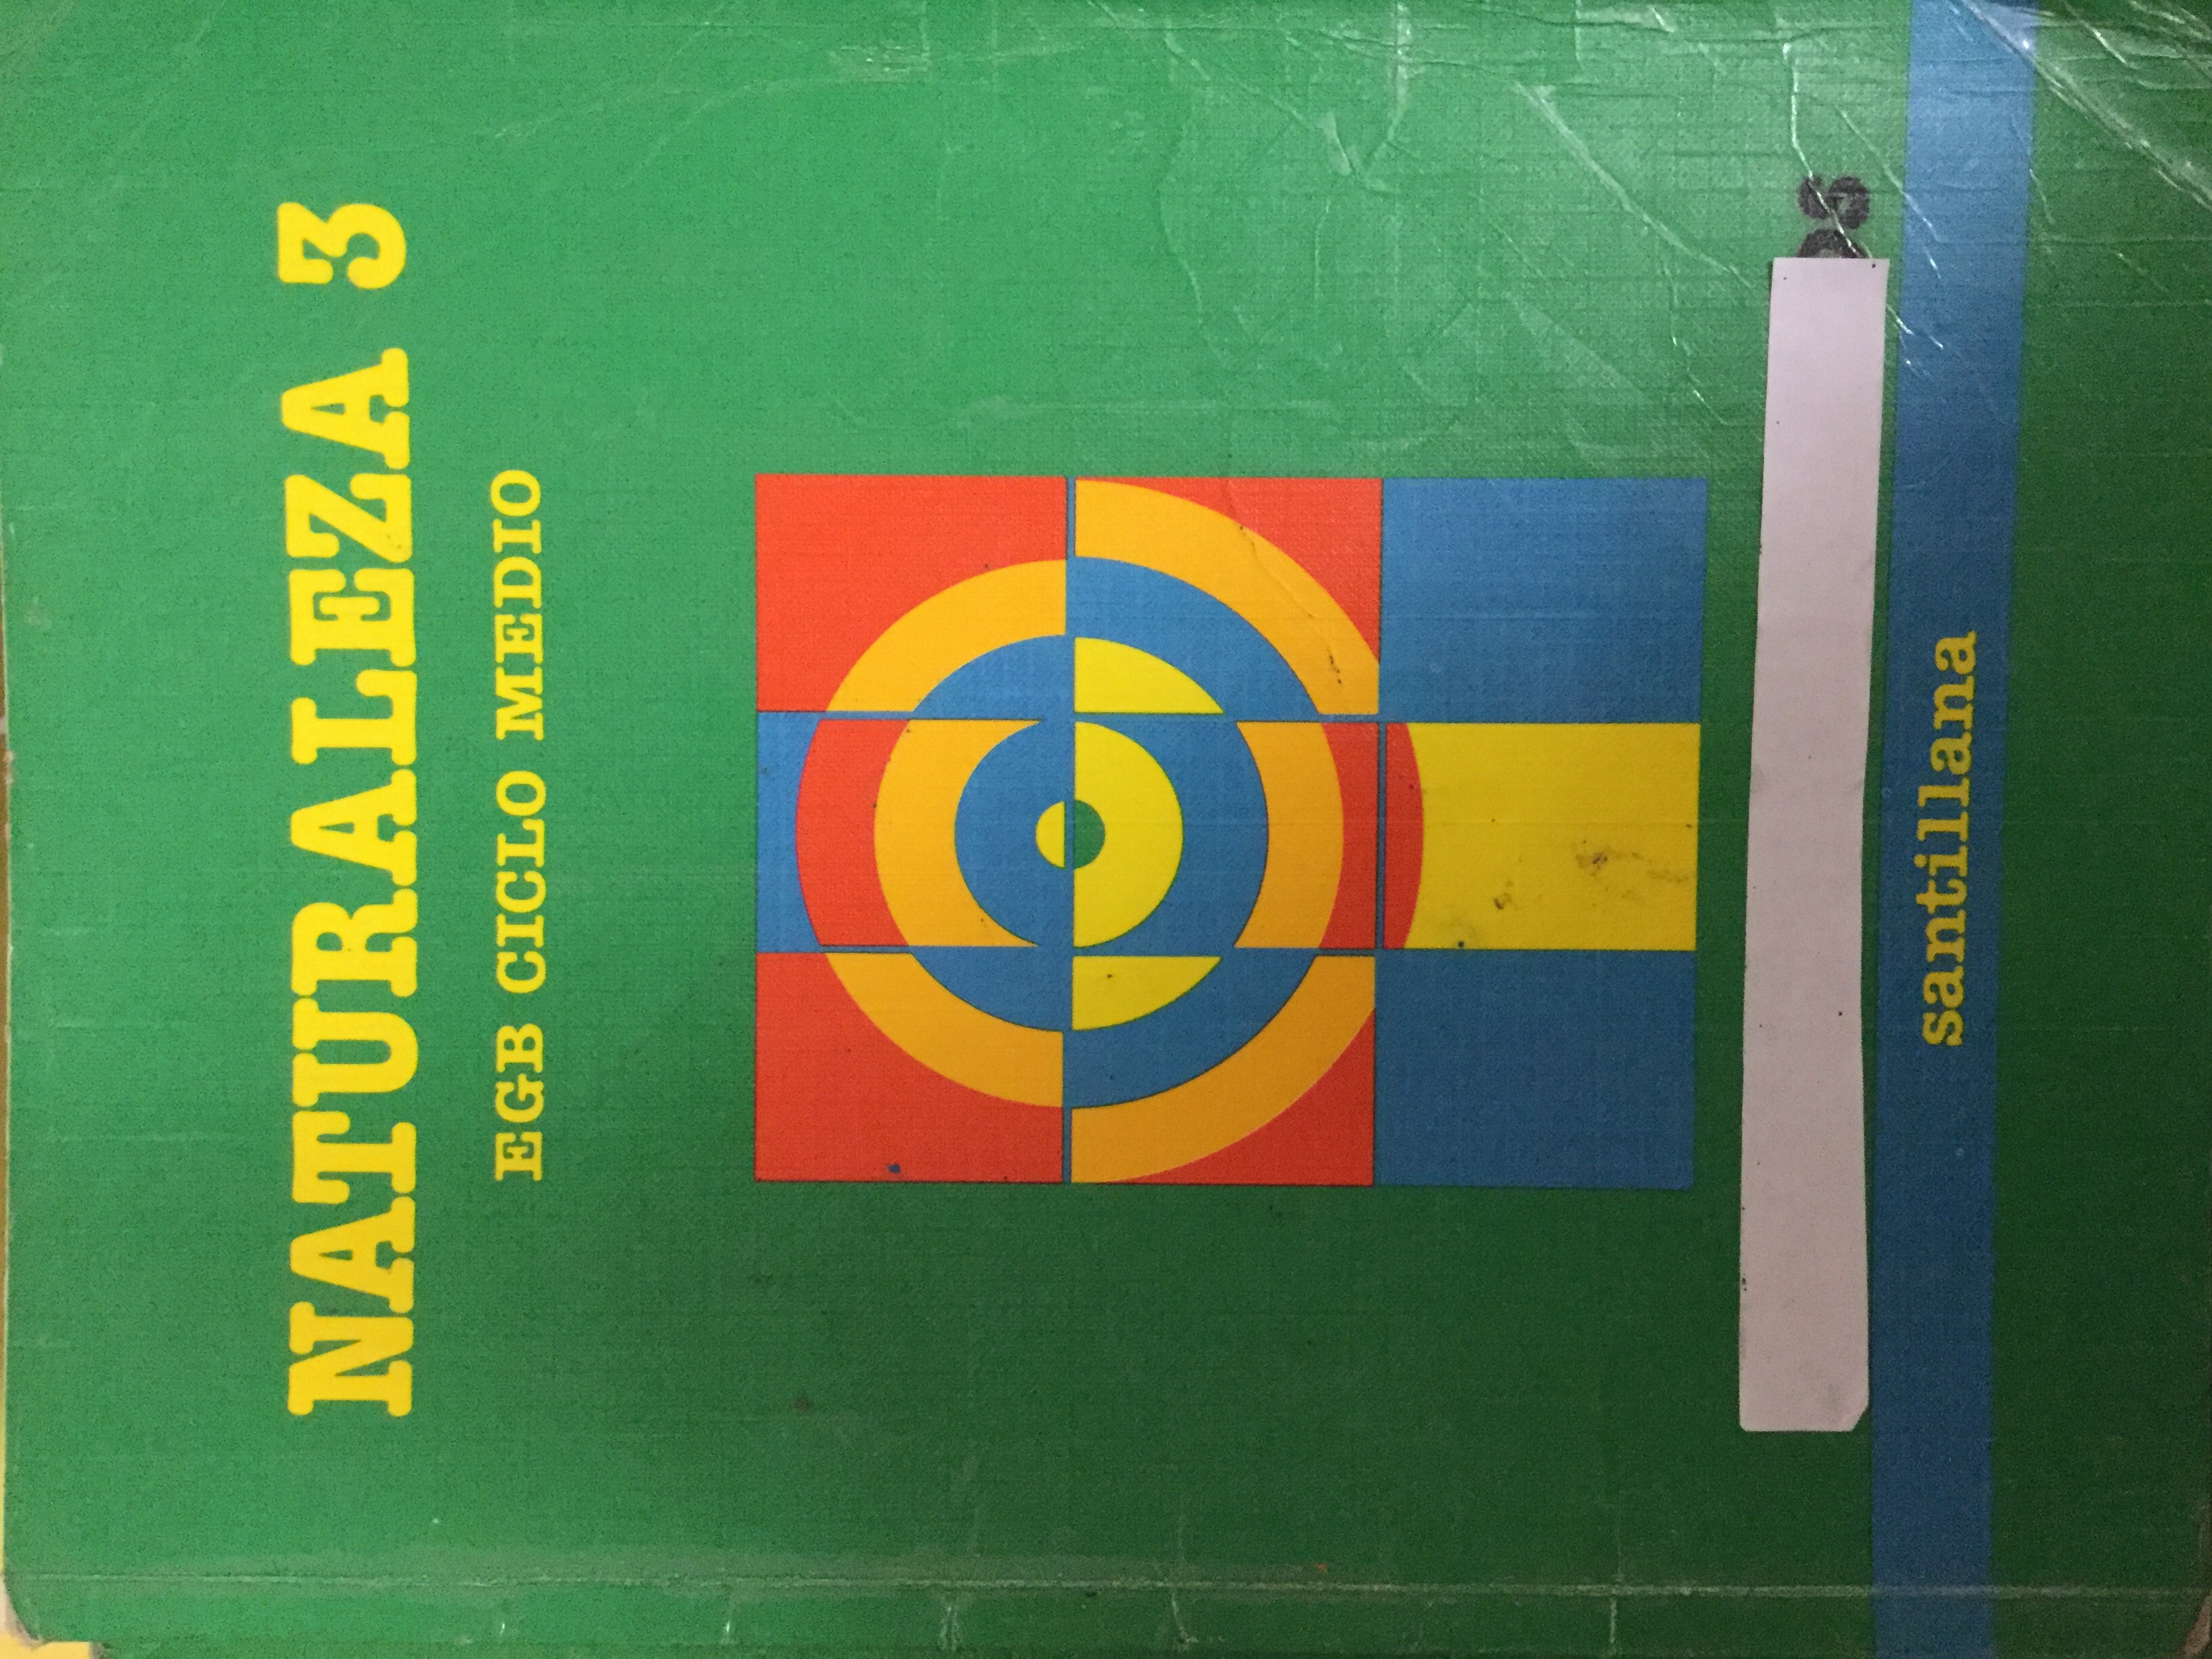 NATURALEZA 3
EGB CICLO MEDIO
santillana